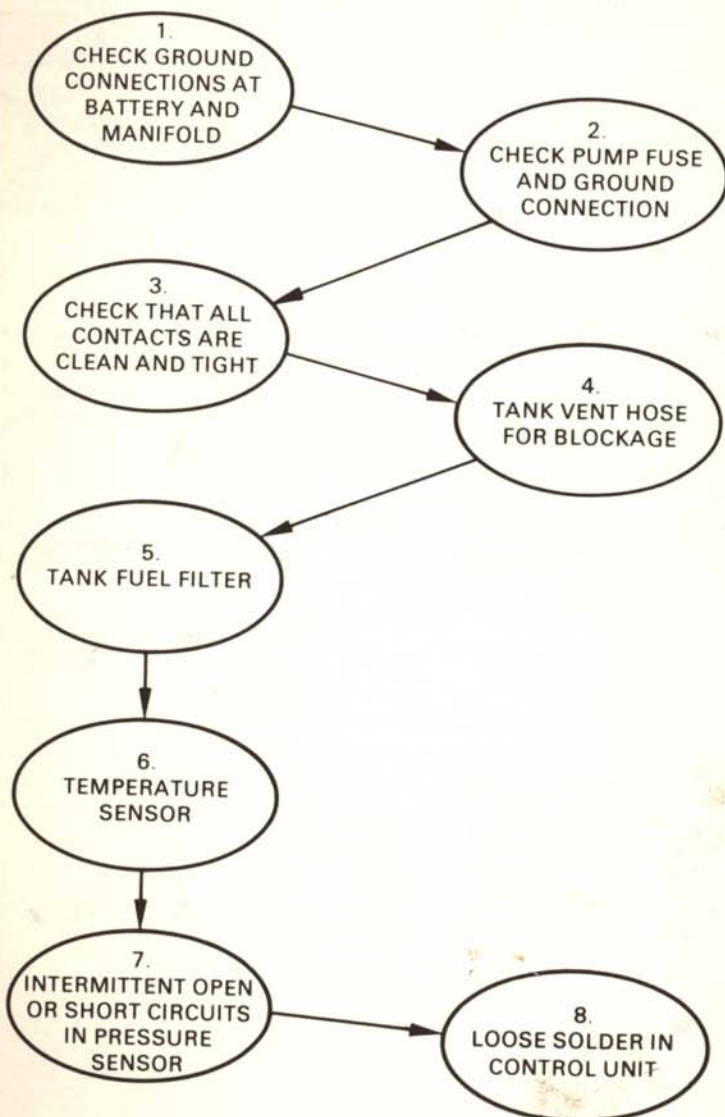 1.
CHECK GROUND
CONNECTIONS AT
BATTERY AND
MANIFOLD
2.
CHECK PUMP FUSE
AND GROUND
CONNECTION
3.
CHECK THAT ALL
CONTACTS ARE
CLEAN AND TIGHT
4.
TANK VENT HOSE
FOR BLOCKAGE
5.
TANK FUEL FILTER
6.
TEMPERATURE
SENSOR
7.
INTERMITTENT OPEN
OR SHORT CIRCUITS
IN PRESSURE
SENSOR
8.
LOOSE SOLDER IN
CONTROL UNIT